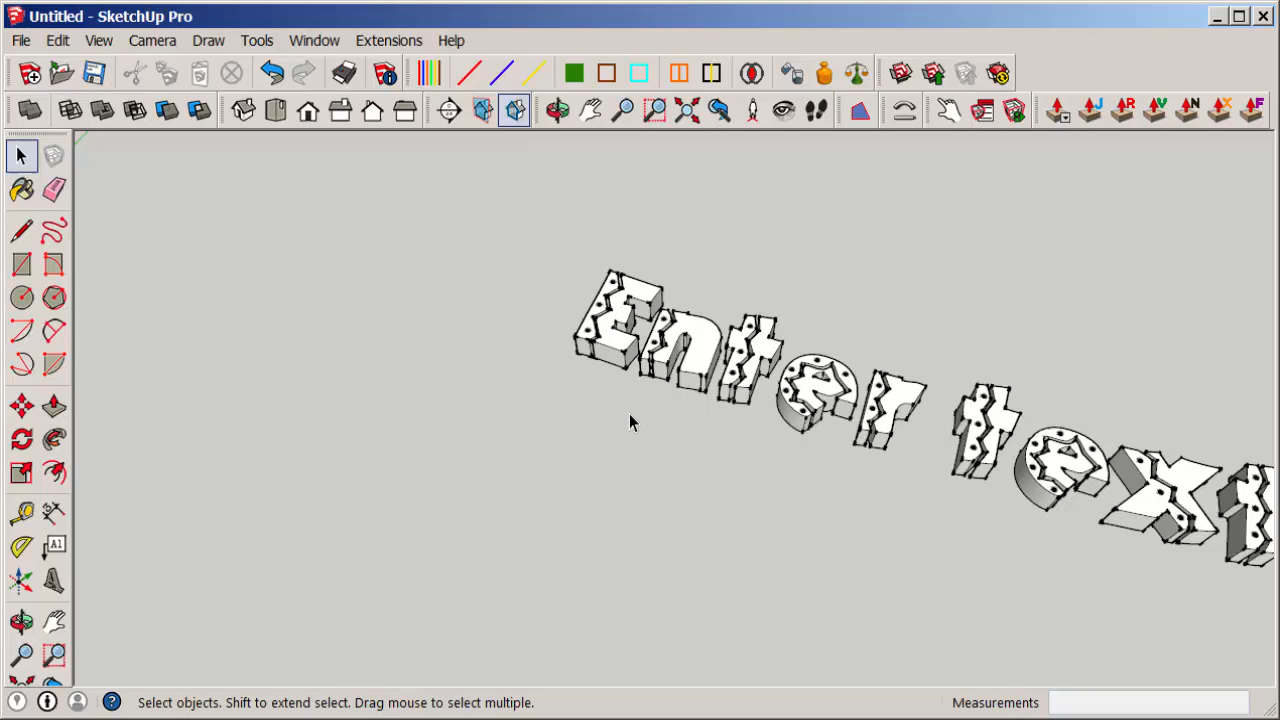 Untitled - SketchUp Pro
File Edit View Camera Draw Tools Window Extensions Help
J R V N X F
A1
Enter text
Select objects. Shift to extend select. Drag mouse to select multiple.
Measurements